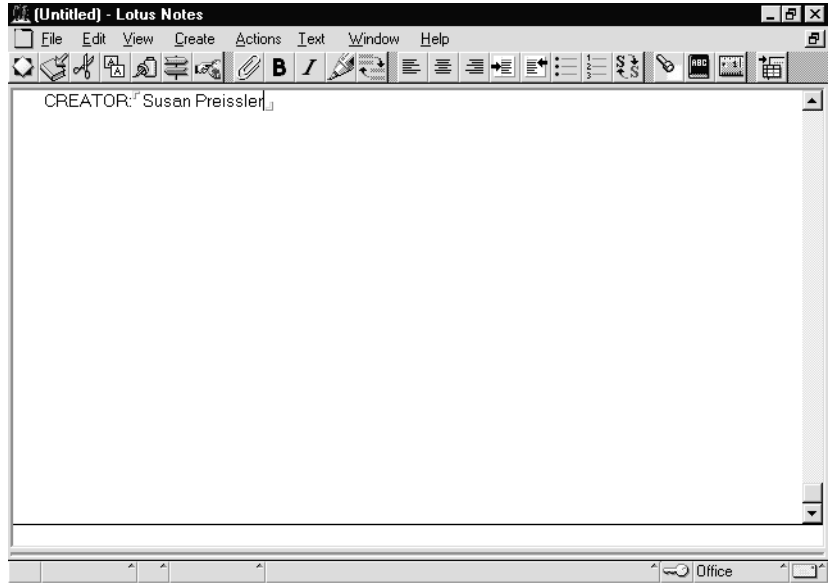 (Untitled) - Lotus Notes
File Edit View Create Actions Text Window Help
CREATOR: Susan Preissler
Office